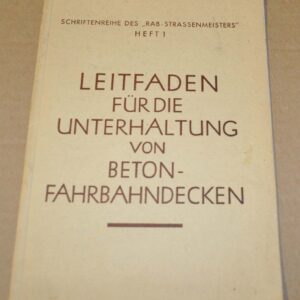 SCHRIFTENREIHE DES „RAB-STRASSENMEISTERS"
HEFT 1
LEITFADEN
FÜR DIE
UNTERHALTUNG
VON
BETON-
FAHRBAHNDECKEN